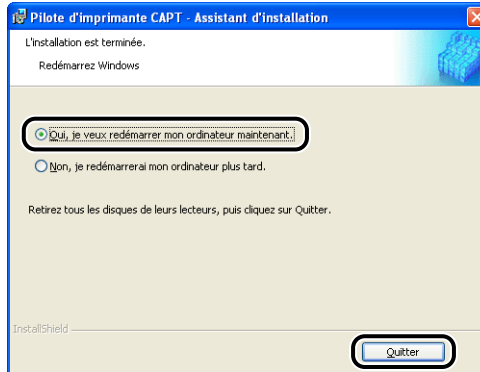 Pilote d'imprimante CAPT - Assistant d'installation
L'installation est terminée.
Redémarrez Windows
Oui, je veux redémarrer mon ordinateur maintenant.
Non, je redémarrerai mon ordinateur plus tard.
Retirez tous les disques de leurs lecteurs, puis cliquez sur Quitter.
InstallShield
Quitter